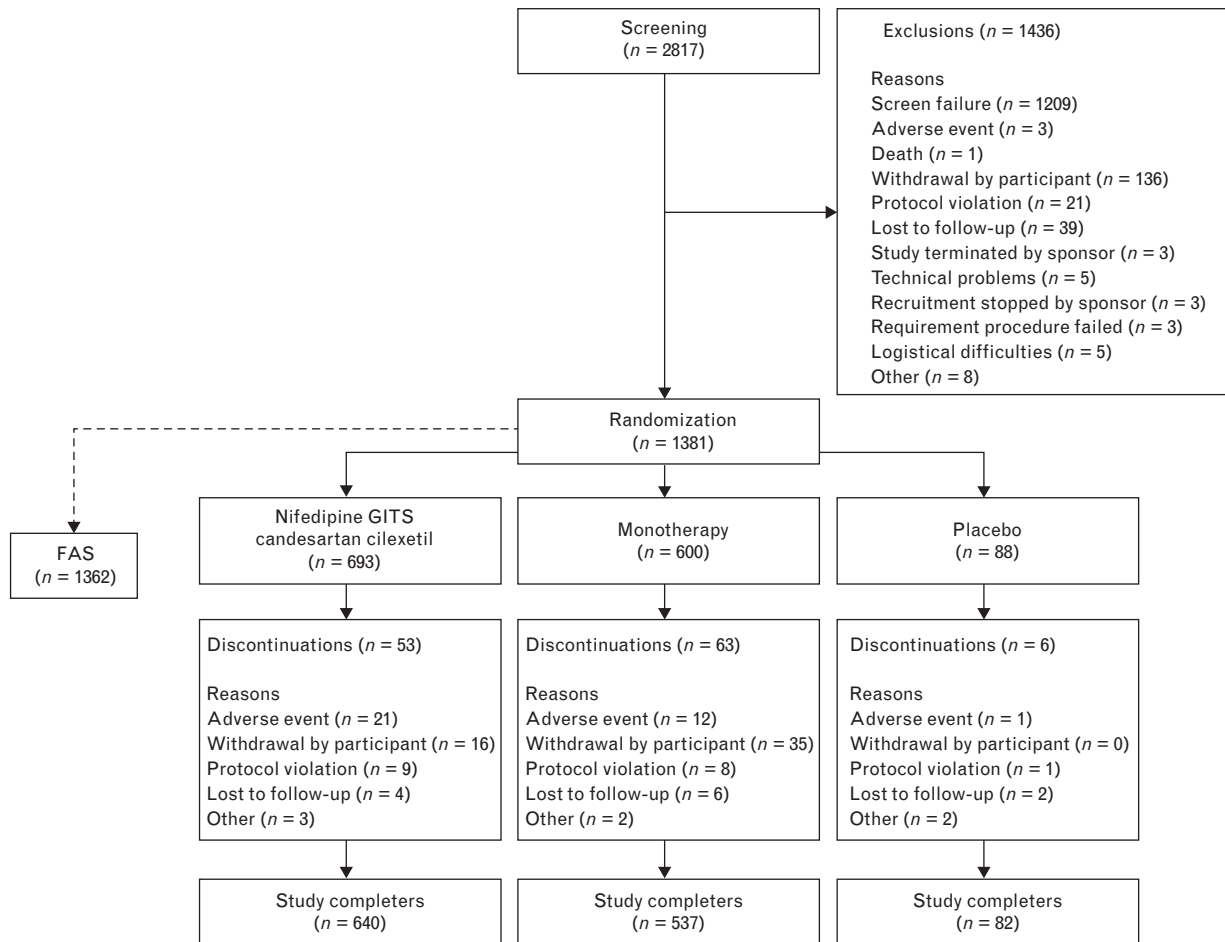 Screening
(n = 2817)
Exclusions (n = 1436)
Reasons
Screen failure (n = 1209)
Adverse event (n = 3)
Death (n = 1)
Withdrawal by participant (n = 136)
Protocol violation (n = 21)
Lost to follow-up (n = 39)
Study terminated by sponsor (n = 3)
Technical problems (n = 5)
Recruitment stopped by sponsor (n = 3)
Requirement procedure failed (n = 3)
Logistical difficulties (n = 5)
Other (n = 8)
Randomization
(n = 1381)
FAS
(n = 1362)
Nifedipine GITS
candesartan cilexetil
(n = 693)
Monotherapy
(n = 600)
Placebo
(n = 88)
Discontinuations (n = 53)
Reasons
Adverse event (n = 21)
Withdrawal by participant (n = 16)
Protocol violation (n = 9)
Lost to follow-up (n = 4)
Other (n = 3)
Discontinuations (n = 63)
Reasons
Adverse event (n = 12)
Withdrawal by participant (n = 35)
Protocol violation (n = 8)
Lost to follow-up (n = 6)
Other (n = 2)
Discontinuations (n = 6)
Reasons
Adverse event (n = 1)
Withdrawal by participant (n = 0)
Protocol violation (n = 1)
Lost to follow-up (n = 2)
Other (n = 2)
Study completers
(n = 640)
Study completers
(n = 537)
Study completers
(n = 82)